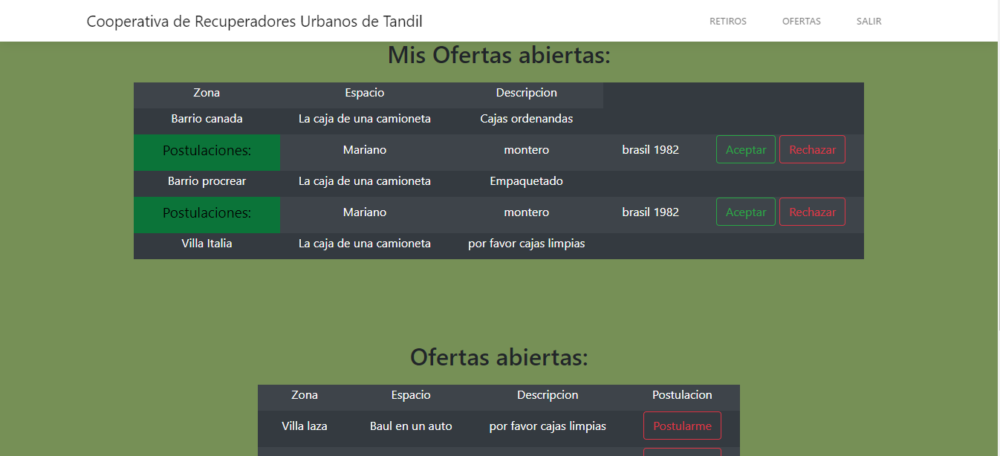 Cooperativa de Recuperadores Urbanos de Tandil RETIROS OFERTAS SALIR
Mis Ofertas abiertas:
Zona Espacio Descripcion
Barrio canada La caja de una camioneta Cajas ordenandas
Postulaciones: Mariano montero brasil 1982 Aceptar Rechazar
Barrio procrear La caja de una camioneta Empaquetado
Postulaciones: Mariano montero brasil 1982 Aceptar Rechazar
Villa Italia La caja de una camioneta por favor cajas limpias
Ofertas abiertas:
Zona Espacio Descripcion Postulacion
Villa laza Baul en un auto por favor cajas limpias Postularme